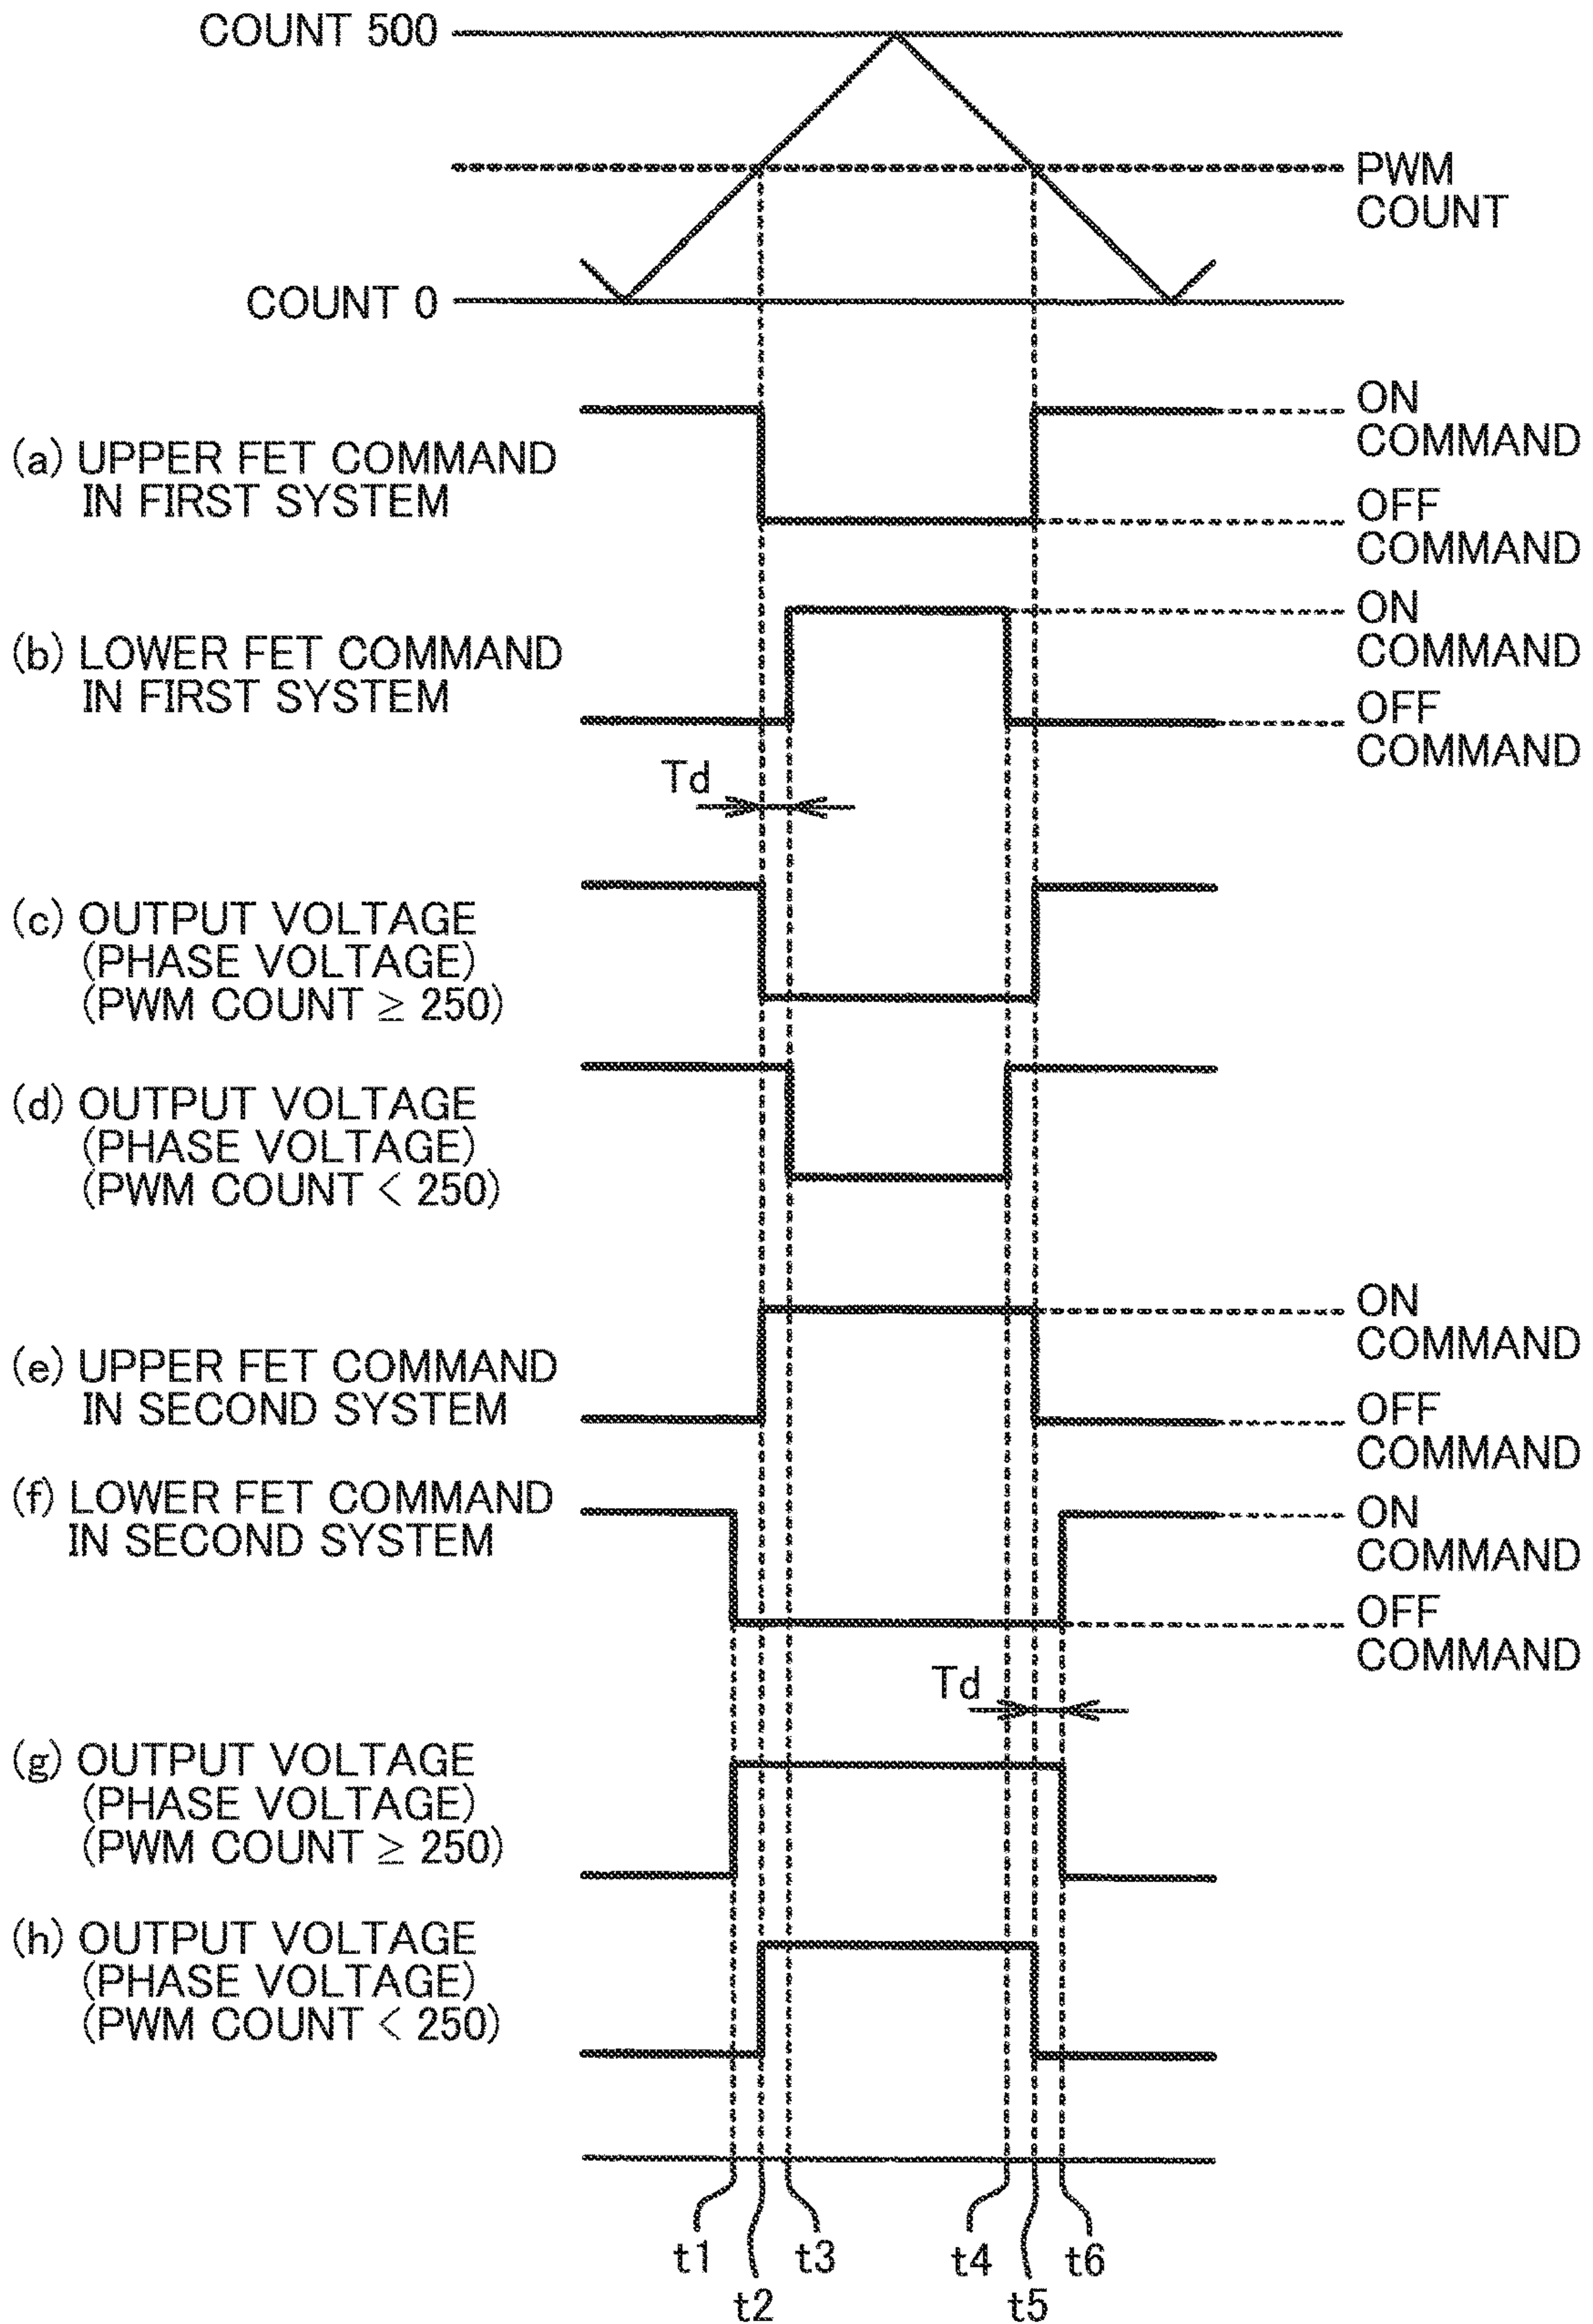 COUNT 500
PWM
COUNT
COUNT 0
ON
COMMAND
(a) UPPER FET COMMAND
IN FIRST SYSTEM
OFF
COMMAND
ON
COMMAND
(b) LOWER FET COMMAND
IN FIRST SYSTEM
OFF
COMMAND
Td
(c) OUTPUT VOLTAGE
(PHASE VOLTAGE)
(PWM COUNT ≥ 250)
(d) OUTPUT VOLTAGE
(PHASE VOLTAGE)
(PWM COUNT < 250)
ON
COMMAND
(e) UPPER FET COMMAND
IN SECOND SYSTEM
OFF
COMMAND
(f) LOWER FET COMMAND
IN SECOND SYSTEM
ON
COMMAND
OFF
COMMAND
Td
(g) OUTPUT VOLTAGE
(PHASE VOLTAGE)
(PWM COUNT ≥ 250)
(h) OUTPUT VOLTAGE
(PHASE VOLTAGE)
(PWM COUNT < 250)
t1 t3 t4 t6
t2 t5